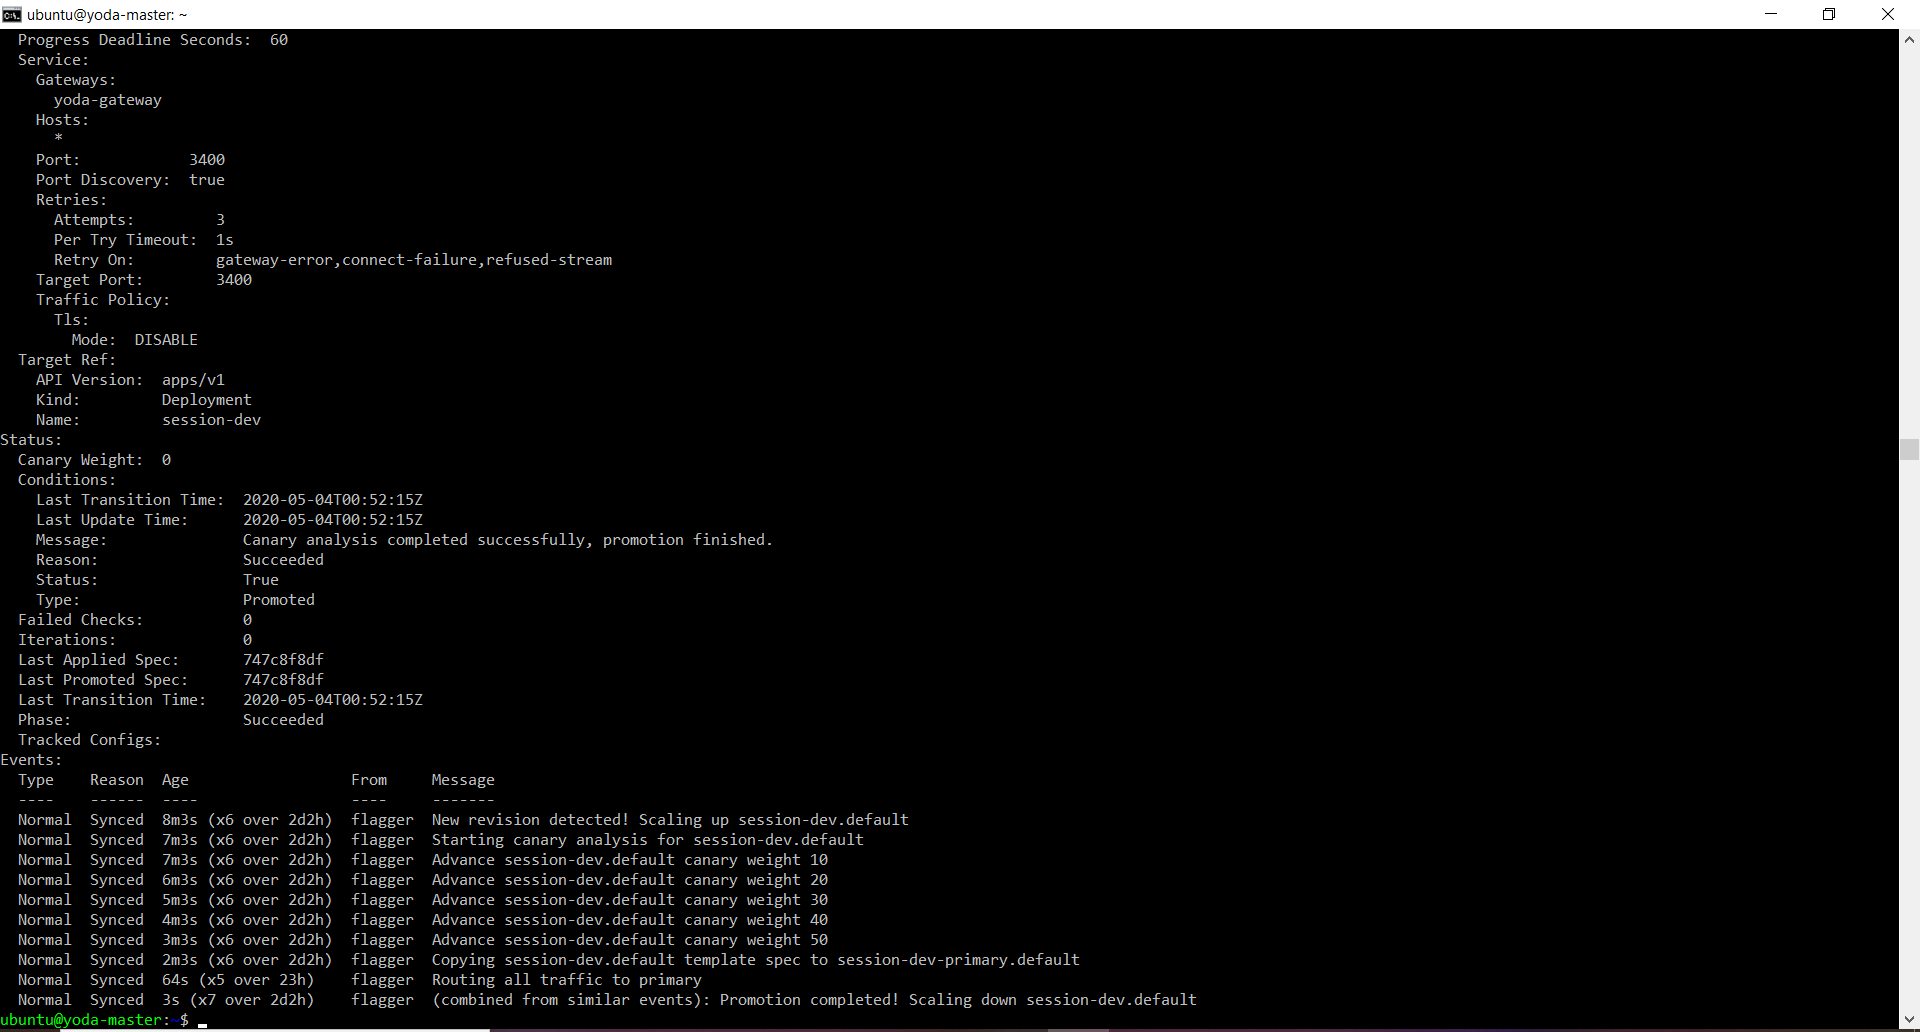 ubuntu@yoda-master: ~
  Progress Deadline Seconds:  60
  Service:
    Gateways:
      yoda-gateway
    Hosts:
      *
    Port:            3400
    Port Discovery:  true
    Retries:
      Attempts:         3
      Per Try Timeout:  1s
      Retry On:         gateway-error,connect-failure,refused-stream
    Target Port:        3400
    Traffic Policy:
      Tls:
        Mode:  DISABLE
  Target Ref:
    API Version:  apps/v1
    Kind:         Deployment
    Name:         session-dev
Status:
  Canary Weight:  0
  Conditions:
    Last Transition Time:  2020-05-04T00:52:15Z
    Last Update Time:      2020-05-04T00:52:15Z
    Message:               Canary analysis completed successfully, promotion finished.
    Reason:                Succeeded
    Status:                True
    Type:                  Promoted
  Failed Checks:           0
  Iterations:              0
  Last Applied Spec:       747c8f8df
  Last Promoted Spec:      747c8f8df
  Last Transition Time:    2020-05-04T00:52:15Z
  Phase:                   Succeeded
  Tracked Configs:
Events:
  Type    Reason  Age                  From     Message
  ----    ------  ----                 ----     -------
  Normal  Synced  8m3s (x6 over 2d2h)  flagger  New revision detected! Scaling up session-dev.default
  Normal  Synced  7m3s (x6 over 2d2h)  flagger  Starting canary analysis for session-dev.default
  Normal  Synced  7m3s (x6 over 2d2h)  flagger  Advance session-dev.default canary weight 10
  Normal  Synced  6m3s (x6 over 2d2h)  flagger  Advance session-dev.default canary weight 20
  Normal  Synced  5m3s (x6 over 2d2h)  flagger  Advance session-dev.default canary weight 30
  Normal  Synced  4m3s (x6 over 2d2h)  flagger  Advance session-dev.default canary weight 40
  Normal  Synced  3m3s (x6 over 2d2h)  flagger  Advance session-dev.default canary weight 50
  Normal  Synced  2m3s (x6 over 2d2h)  flagger  Copying session-dev.default template spec to session-dev-primary.default
  Normal  Synced  64s (x5 over 23h)    flagger  Routing all traffic to primary
  Normal  Synced  3s (x7 over 2d2h)    flagger  (combined from similar events): Promotion completed! Scaling down session-dev.default
ubuntu@yoda-master:~$